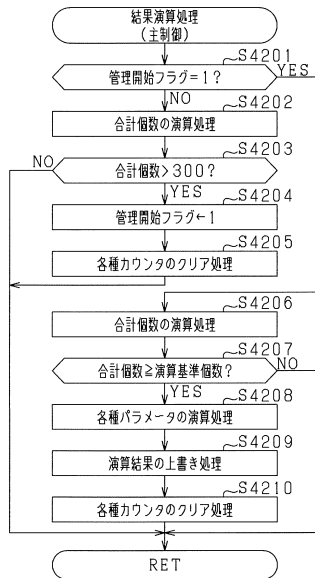 結果演算処理
(主制御)
S4201
管理開始フラグ=1?
YES
NO
S4202
合計個数の演算処理
S4203
NO
合計個数>300?
YES
S4204
管理開始フラグ←1
S4205
各種カウンタのクリア処理
S4206
合計個数の演算処理
S4207
合計個数≧演算基準個数?
NO
YES
S4208
各種パラメータの演算処理
S4209
演算結果の上書き処理
S4210
各種カウンタのクリア処理
RET